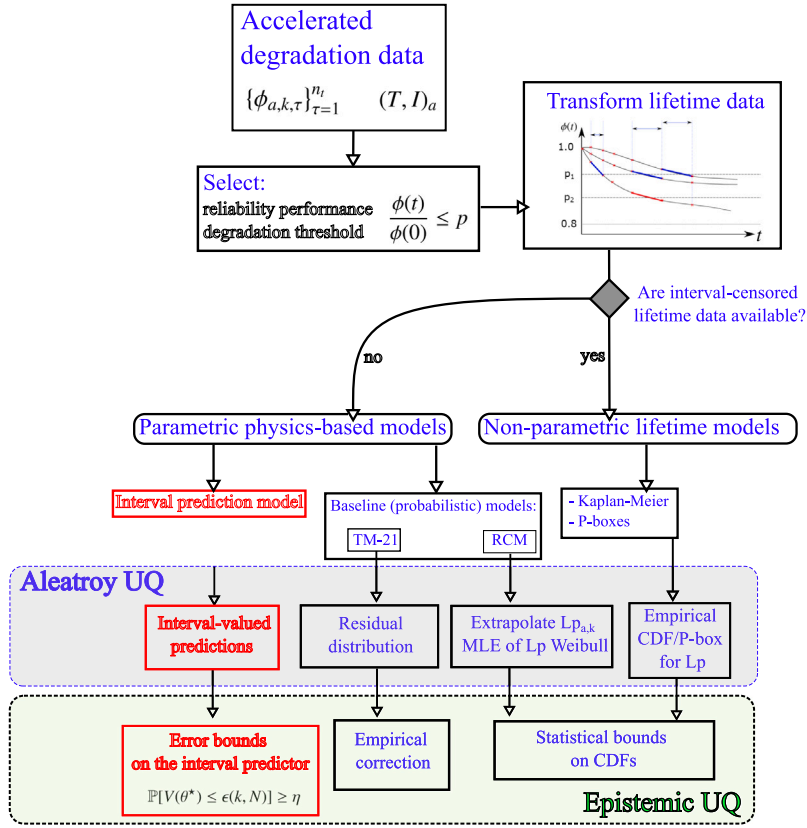 Accelerated
degradation data
{ϕ_{a,k,τ}}_{τ=1}^{n_t} (T, I)_a
Transform lifetime data
ϕ(t)
1.0
P₁
P₂
0.8
t
Select:
reliability performance
degradation threshold
ϕ(t)/ϕ(0) ≤ p
Are interval-censored
lifetime data available?
no
yes
Parametric physics-based models
Non-parametric lifetime models
Interval prediction model
Baseline (probabilistic) models:
TM-21
RCM
- Kaplan-Meier
- P-boxes
Aleatroy UQ
Interval-valued
predictions
Residual
distribution
Extrapolate Lp_{a,k}
MLE of Lp Weibull
Empirical
CDF/P-box
for Lp
Error bounds
on the interval predictor
ℙ[V(θ⋆) ≤ ϵ(k, N)] ≥ η
Empirical
correction
Statistical bounds
on CDFs
Epistemic UQ